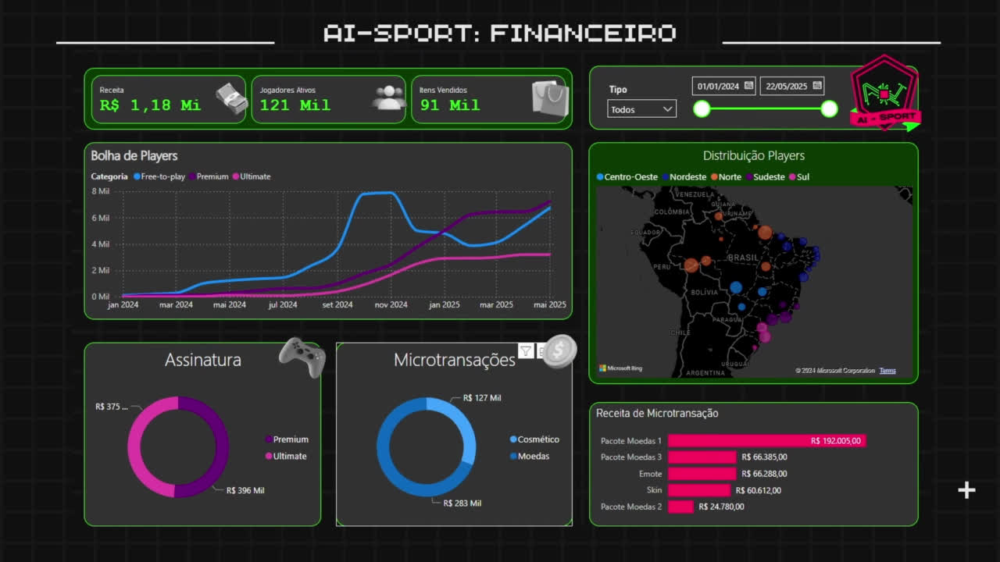 AI-SPORT: FINANCEIRO
Receita
R$ 1,18 Mi
Jogadores Ativos
121 Mil
Itens Vendidos
91 Mil
Tipo
Todos
01/01/2024
22/05/2025
AI - SPORT
Bolha de Players
Categoria Free-to-play Premium Ultimate
8 Mil
6 Mil
4 Mil
2 Mil
0 Mil
jan 2024 mar 2024 mai 2024 jul 2024 set 2024 nov 2024 jan 2025 mar 2025 mai 2025
Distribuição Players
Centro-Oeste Nordeste Norte Sudeste Sul
VENEZUELA
GUIANA
COLÔMBIA
SURINAME
EQUADOR
BRASIL
PERU
BOLÍVIA
PARAGUAI
CHILE
URUGUAI
ARGENTINA
Microsoft Bing
© 2024 Microsoft Corporation Terms
Assinatura
R$ 375 ...
R$ 396 Mil
Premium
Ultimate
Microtransações
R$ 127 Mil
R$ 283 Mil
Cosmético
Moedas
Receita de Microtransação
Pacote Moedas 1 R$ 192.005,00
Pacote Moedas 3 R$ 66.385,00
Emote R$ 66.288,00
Skin R$ 60.612,00
Pacote Moedas 2 R$ 24.780,00